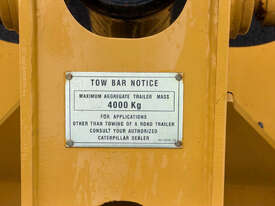 TOW BAR NOTICE
MAXIMUM AGGREGATE TRAILER MASS
4000 Kg
FOR APPLICATIONS
OTHER THAN TOWING OF A ROAD TRAILER
CONSULT YOUR AUTHORIZED
CATERPILLAR DEALER